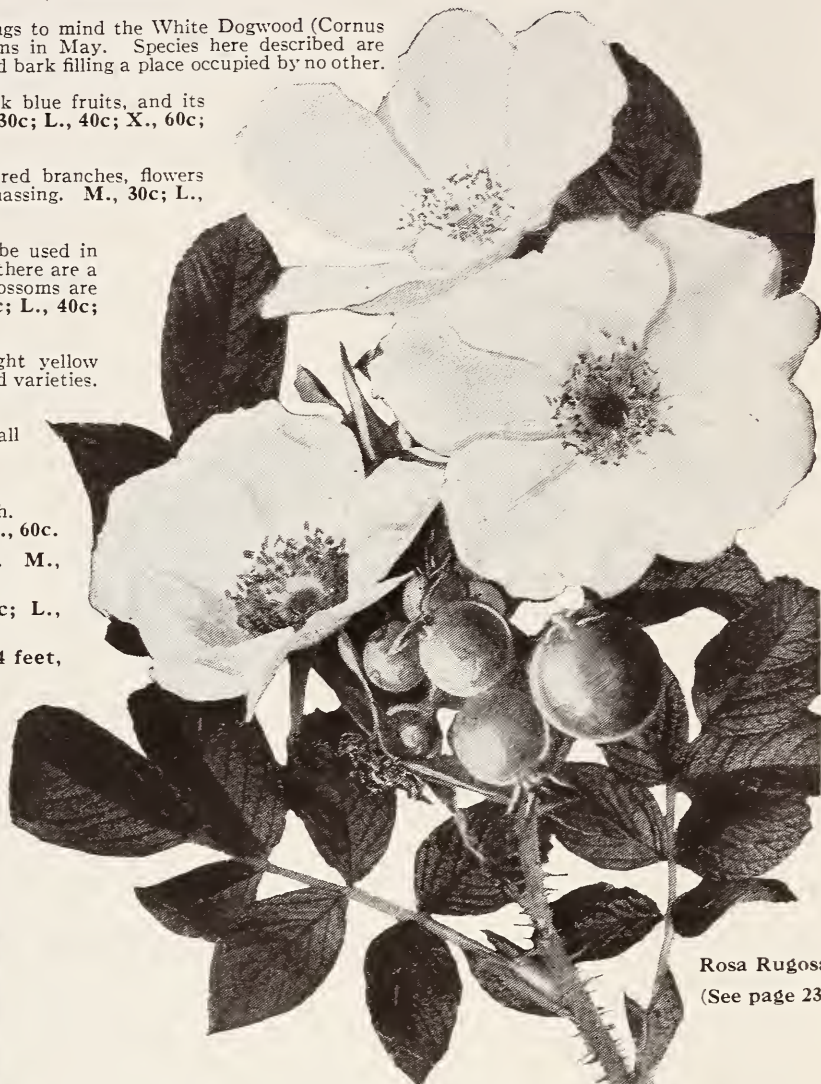 ngs to mind the White Dogwood (Cornus
ms in May. Species here described are
d bark filling a place occupied by no other.
k blue fruits, and its
30c; L., 40c; X., 60c;
red branches, flowers
massing. M., 30c; L.,
be used in
there are a
ossoms are
c; L., 40c;
ght yellow
d varieties.
all
h.
., 60c.
. M.,
c; L.,
4 feet,
Rosa Rugosa
(See page 23